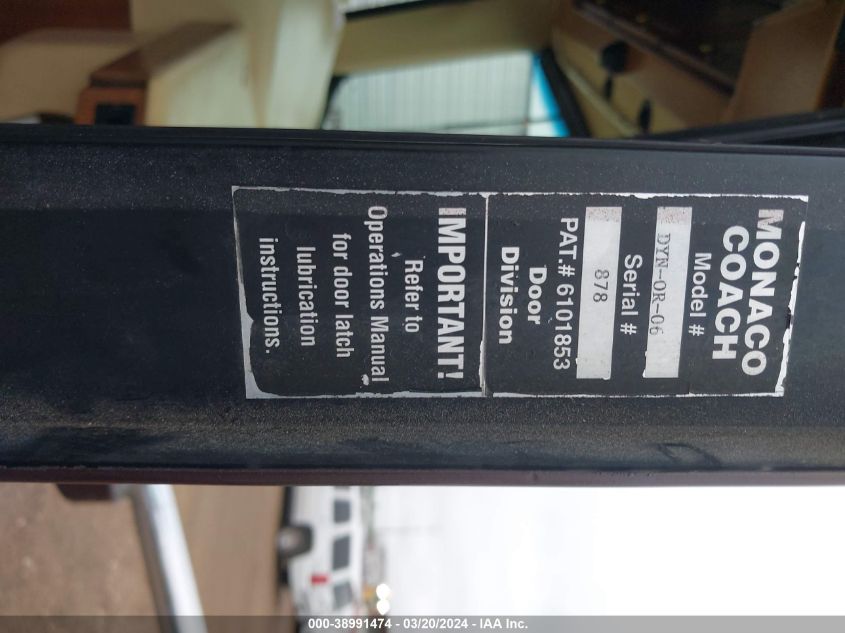 MONACO
COACH
Model #
DYN-OR-06
Serial #
878
PAT.# 6101853
Door
Division
IMPORTANT!
Refer to
Operations Manual
for door latch
lubrication
instructions.
000-38991474 — 03/20/2024 - IAA Inc.